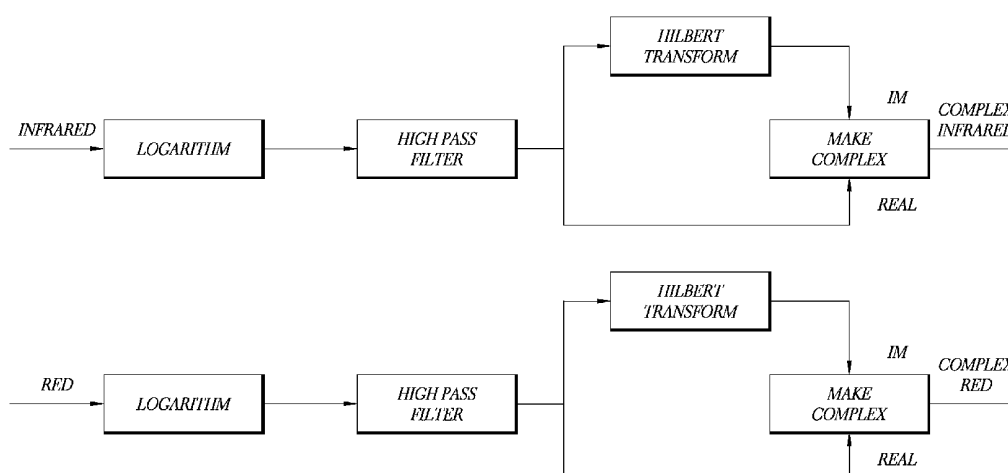 HILBERT
TRANSFORM
IM
COMPLEX
INFRARED
INFRARED
LOGARITHM
HIGH PASS
FILTER
MAKE
COMPLEX
REAL
HILBERT
TRANSFORM
IM
COMPLEX
RED
RED
LOGARITHM
HIGH PASS
FILTER
MAKE
COMPLEX
REAL